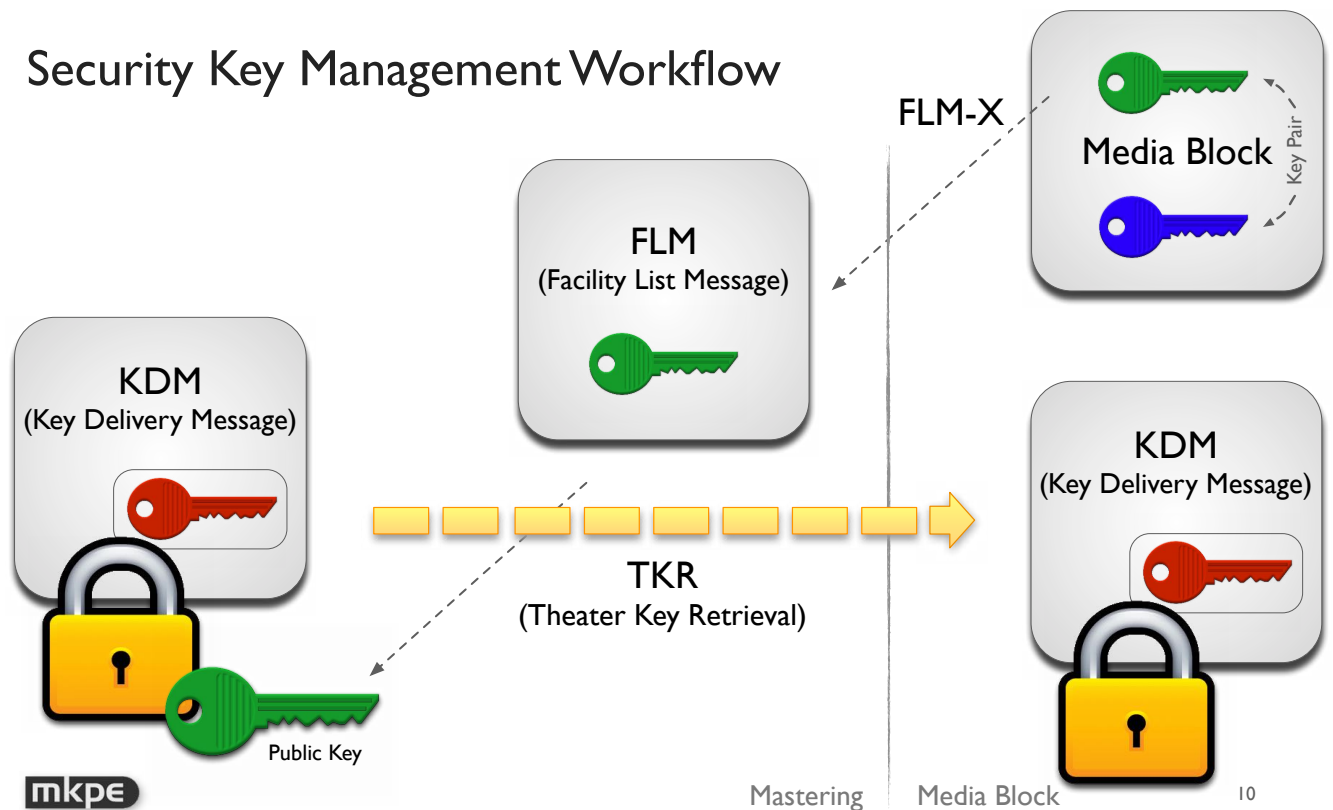 Security Key Management Workflow
FLM-X
Media Block
Key Pair
FLM
(Facility List Message)
KDM
(Key Delivery Message)
KDM
(Key Delivery Message)
TKR
(Theater Key Retrieval)
Public Key
mkpe
Mastering
Media Block
10